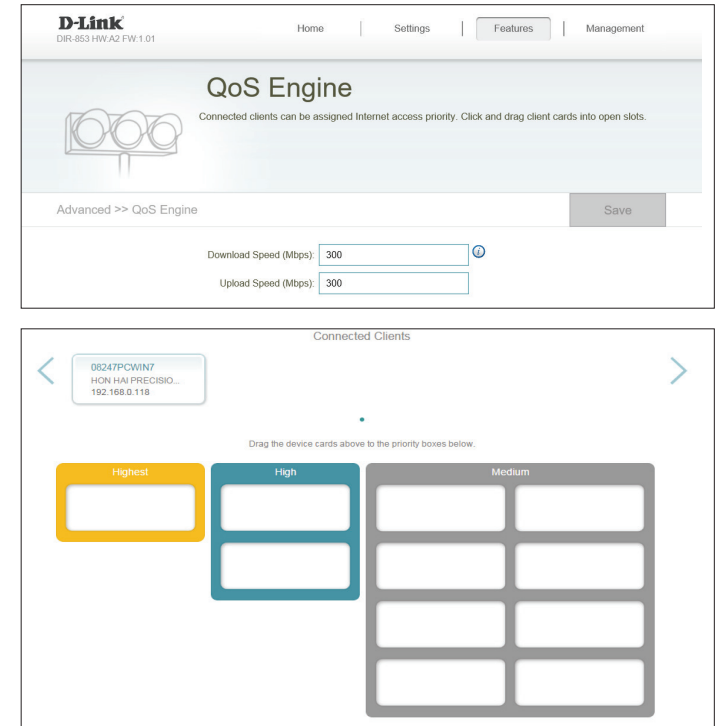 D-Link
DIR-853 HW:A2 FW:1.01
Home | Settings | Features | Management
QoS Engine
Connected clients can be assigned Internet access priority. Click and drag client cards into open slots.
Advanced >> QoS Engine
Save
Download Speed (Mbps): 300
Upload Speed (Mbps): 300
Connected Clients
08247PCWIN7
HON HAI PRECISIO...
192.168.0.118
Drag the device cards above to the priority boxes below.
Highest
High
Medium